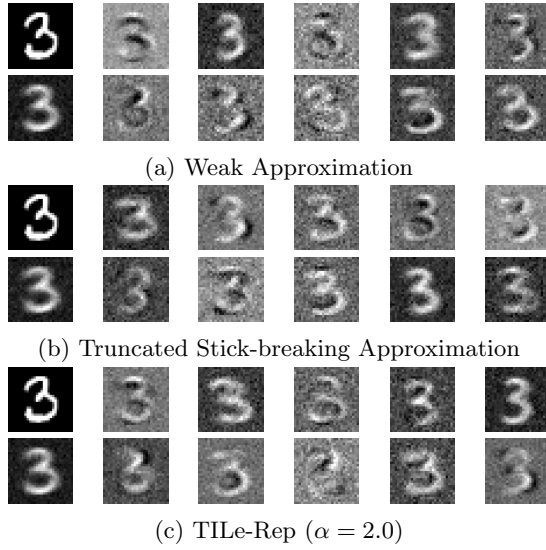 (a) Weak Approximation
(b) Truncated Stick-breaking Approximation
(c) TILe-Rep (α = 2.0)